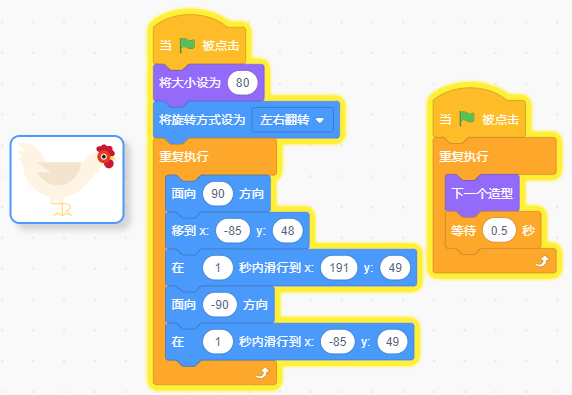 当 被点击
将大小设为 80
将旋转方式设为 左右翻转
重复执行
面向 90 方向
移到 x: -85 y: 48
在 1 秒内滑行到 x: 191 y: 49
面向 -90 方向
在 1 秒内滑行到 x: -85 y: 49
当 被点击
重复执行
下一个造型
等待 0.5 秒